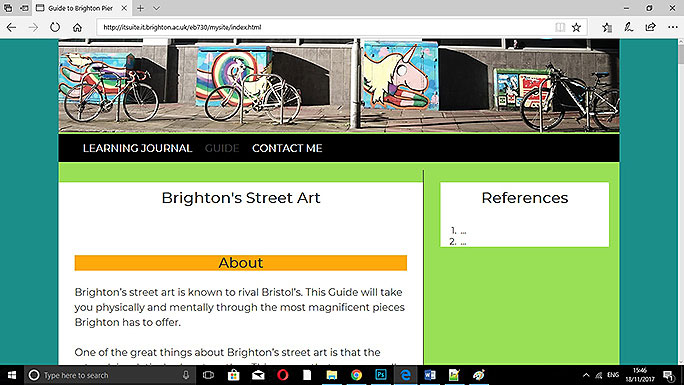 Guide to Brighton Pier
http://itsuite.it.brighton.ac.uk/eb730/mysite/index.html
LEARNING JOURNAL GUIDE CONTACT ME
Brighton's Street Art
References
1. ...
2. ...
About
Brighton's street art is known to rival Bristol's. This Guide will take
you physically and mentally through the most magnificent pieces
Brighton has to offer.
One of the great things about Brighton's street art is that the
Type here to search
ENG
15:46
18/11/2017